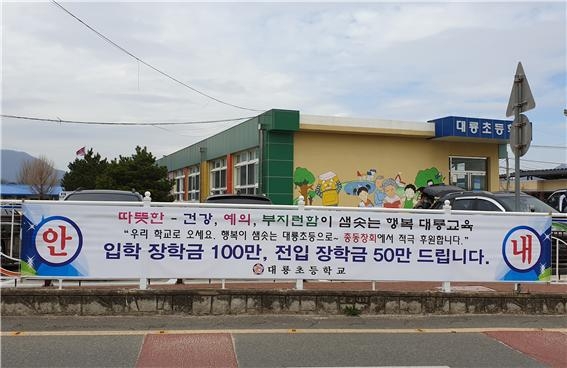 대룡초등
따뜻한 - 건강, 예의, 부지런함이 샘솟는 행복 대룡교육
"우리 학교로 오세요. 행복이 샘솟는 대룡초등으로~ 총동창회에서 적극 후원합니다."
안
입학 장학금 100만, 전입 장학금 50만 드립니다.
내
대룡초등학교